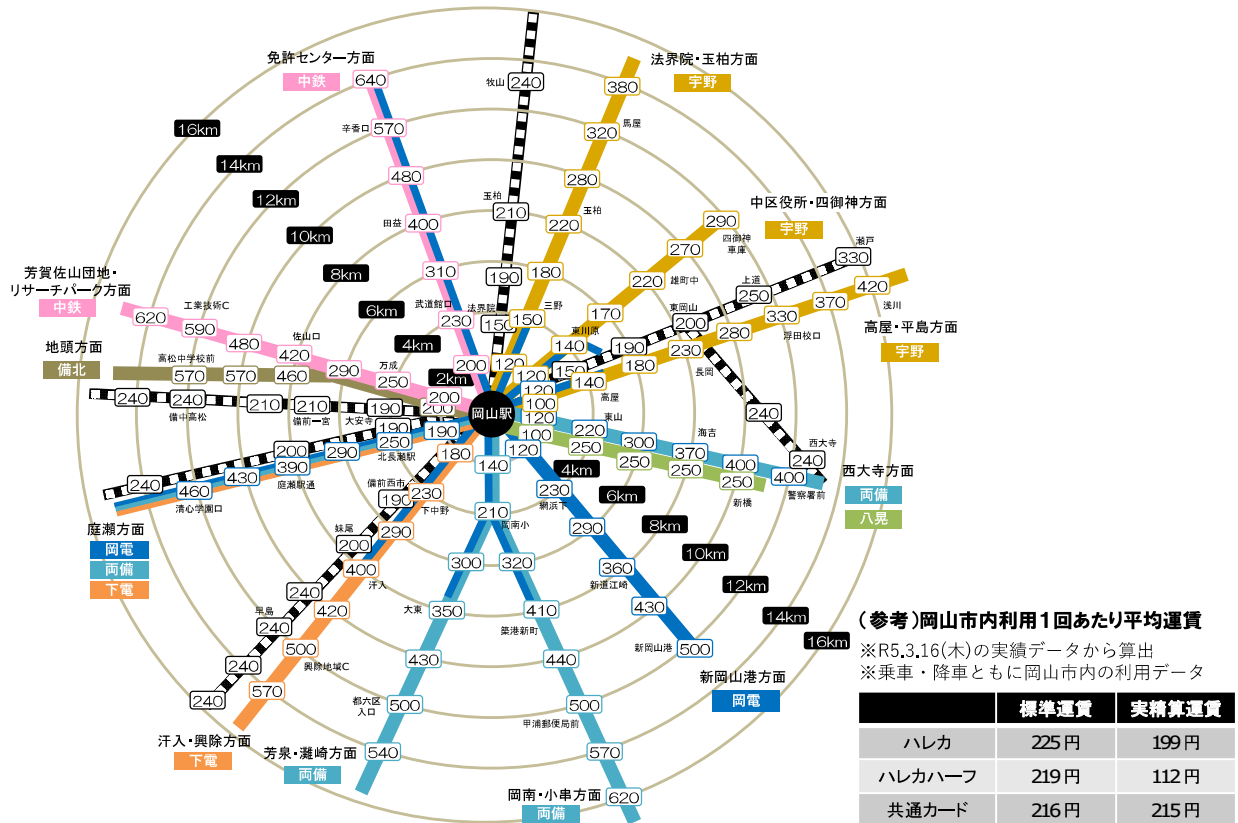 免許センター方面
中鉄
640
辛香口
570
480
田益
400
310
武道館口
230
200
牧山
240
玉柏
210
190
法界院
150
法界院・玉柏方面
宇野
380
馬屋
320
280
玉柏
220
180
三野
150
120
中区役所・四御神方面
宇野
290
四御神
車庫
270
雄町中
220
170
東川原
140
120
瀬戸
330
上道
250
東岡山
200
190
150
長岡
240
西大寺
240
高屋・平島方面
宇野
420
浅川
370
浮田校口
330
280
230
180
高屋
140
120
100
16km
14km
12km
10km
8km
6km
4km
2km
芳賀佐山団地・
リサーチパーク方面
中鉄
620
工業技術C
590
480
佐山口
420
290
万成
250
200
地頭方面
備北
高松中学校前
570
570
460
240
備中高松
240
210
備前一宮
210
大安寺
190
200
岡山駅
240
200
190
庭瀬方面
岡電
両備
下電
清心学園口
460
430
庭瀬駅通
390
290
北長瀬駅
250
190
180
備前西市
190
妹尾
200
240
早島
240
240
240
下中野
230
290
汗入
400
420
興除地域C
500
570
汗入・興除方面
下電
140
210
岡南小
300
大東
350
430
都六区
入口
500
540
芳泉・灘崎方面
両備
320
410
築港新町
440
500
甲浦郵便局前
570
620
岡南・小串方面
両備
120
230
網浜下
290
新道江崎
360
430
新岡山港
500
新岡山港方面
岡電
120
東山
220
300
海吉
370
400
400
警察署前
西大寺方面
両備
八晃
100
250
250
250
250
新橋
4km
6km
8km
10km
12km
14km
16km
(参考)岡山市内利用1回あたり平均運賃
※R5.3.16(木)の実績データから算出
※乗車・降車ともに岡山市内の利用データ
標準運賃 実精算運賃
ハレカ 225円 199円
ハレカハーフ 219円 112円
共通カード 216円 215円